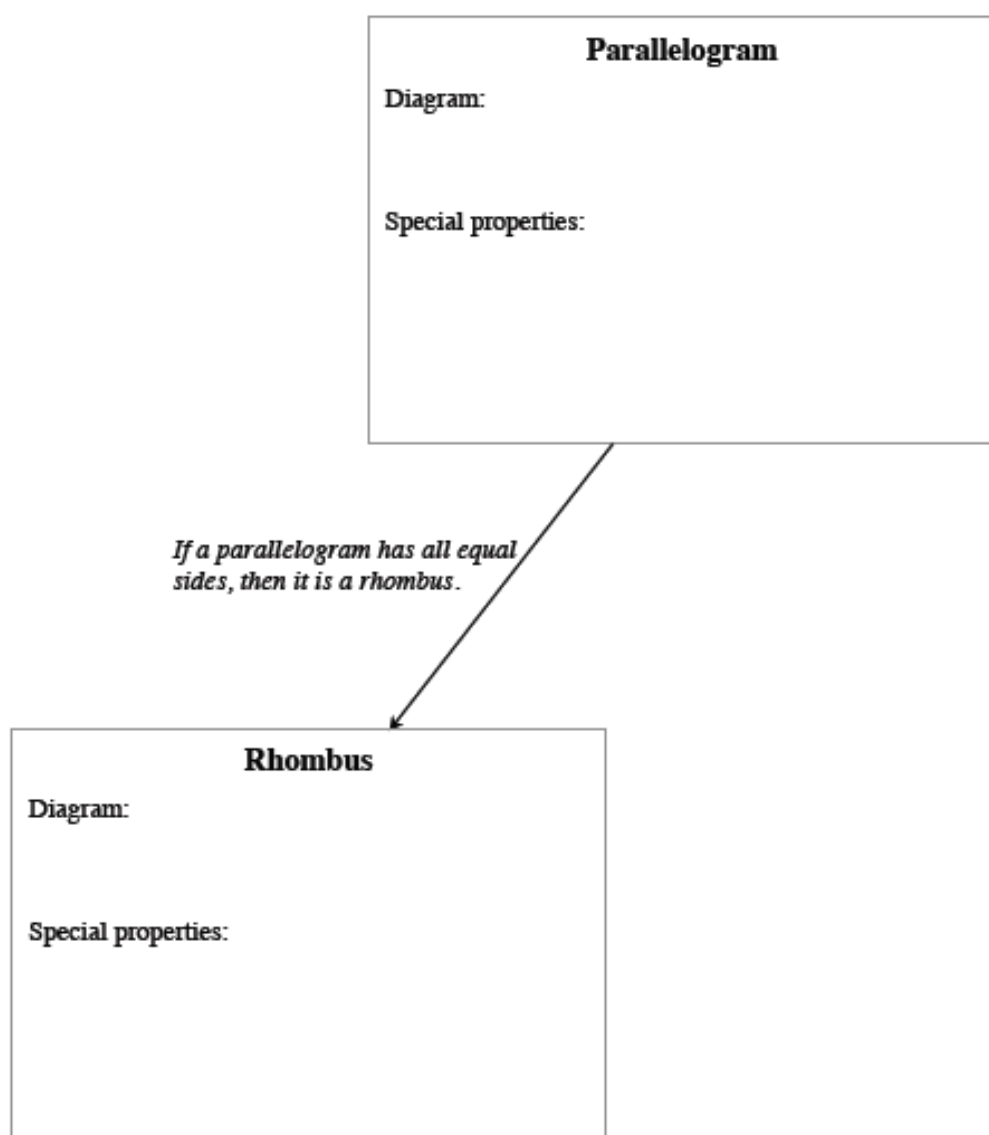 Parallelogram
Diagram:
Special properties:
If a parallelogram has all equal
sides, then it is a rhombus.
Rhombus
Diagram:
Special properties: